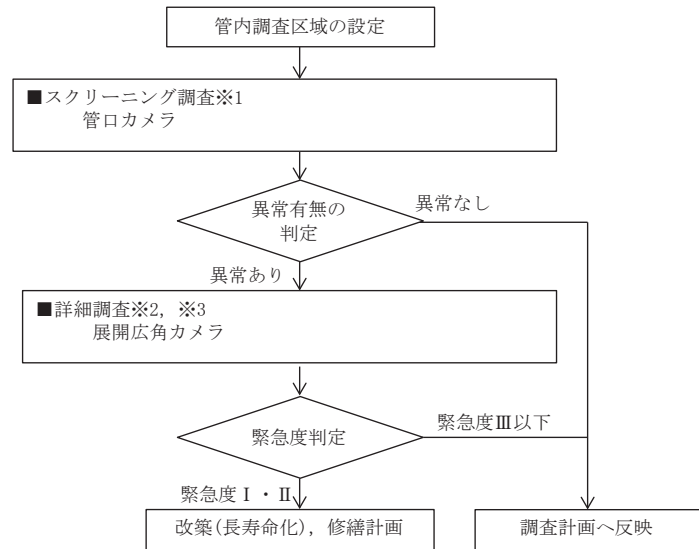 管内調査区域の設定
■スクリーニング調査※1
管口カメラ
異常有無の
判定
異常なし
異常あり
■詳細調査※2，※3
展開広角カメラ
緊急度判定
緊急度Ⅲ以下
緊急度Ⅰ・Ⅱ
改築(長寿命化)，修繕計画
調査計画へ反映